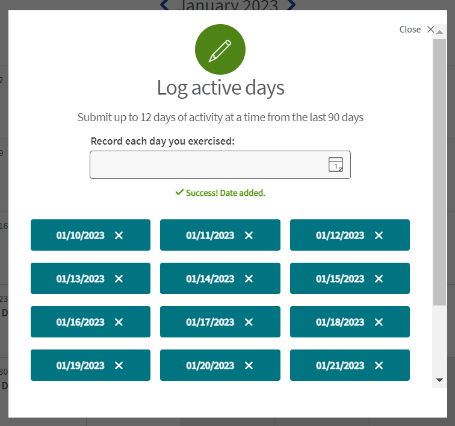 January 2023
Close
Log active days
Submit up to 12 days of activity at a time from the last 90 days
Record each day you exercised:
1
Success! Date added.
01/10/2023 01/11/2023 01/12/2023
01/13/2023 01/14/2023 01/15/2023
01/16/2023 01/17/2023 01/18/2023
01/19/2023 01/20/2023 01/21/2023